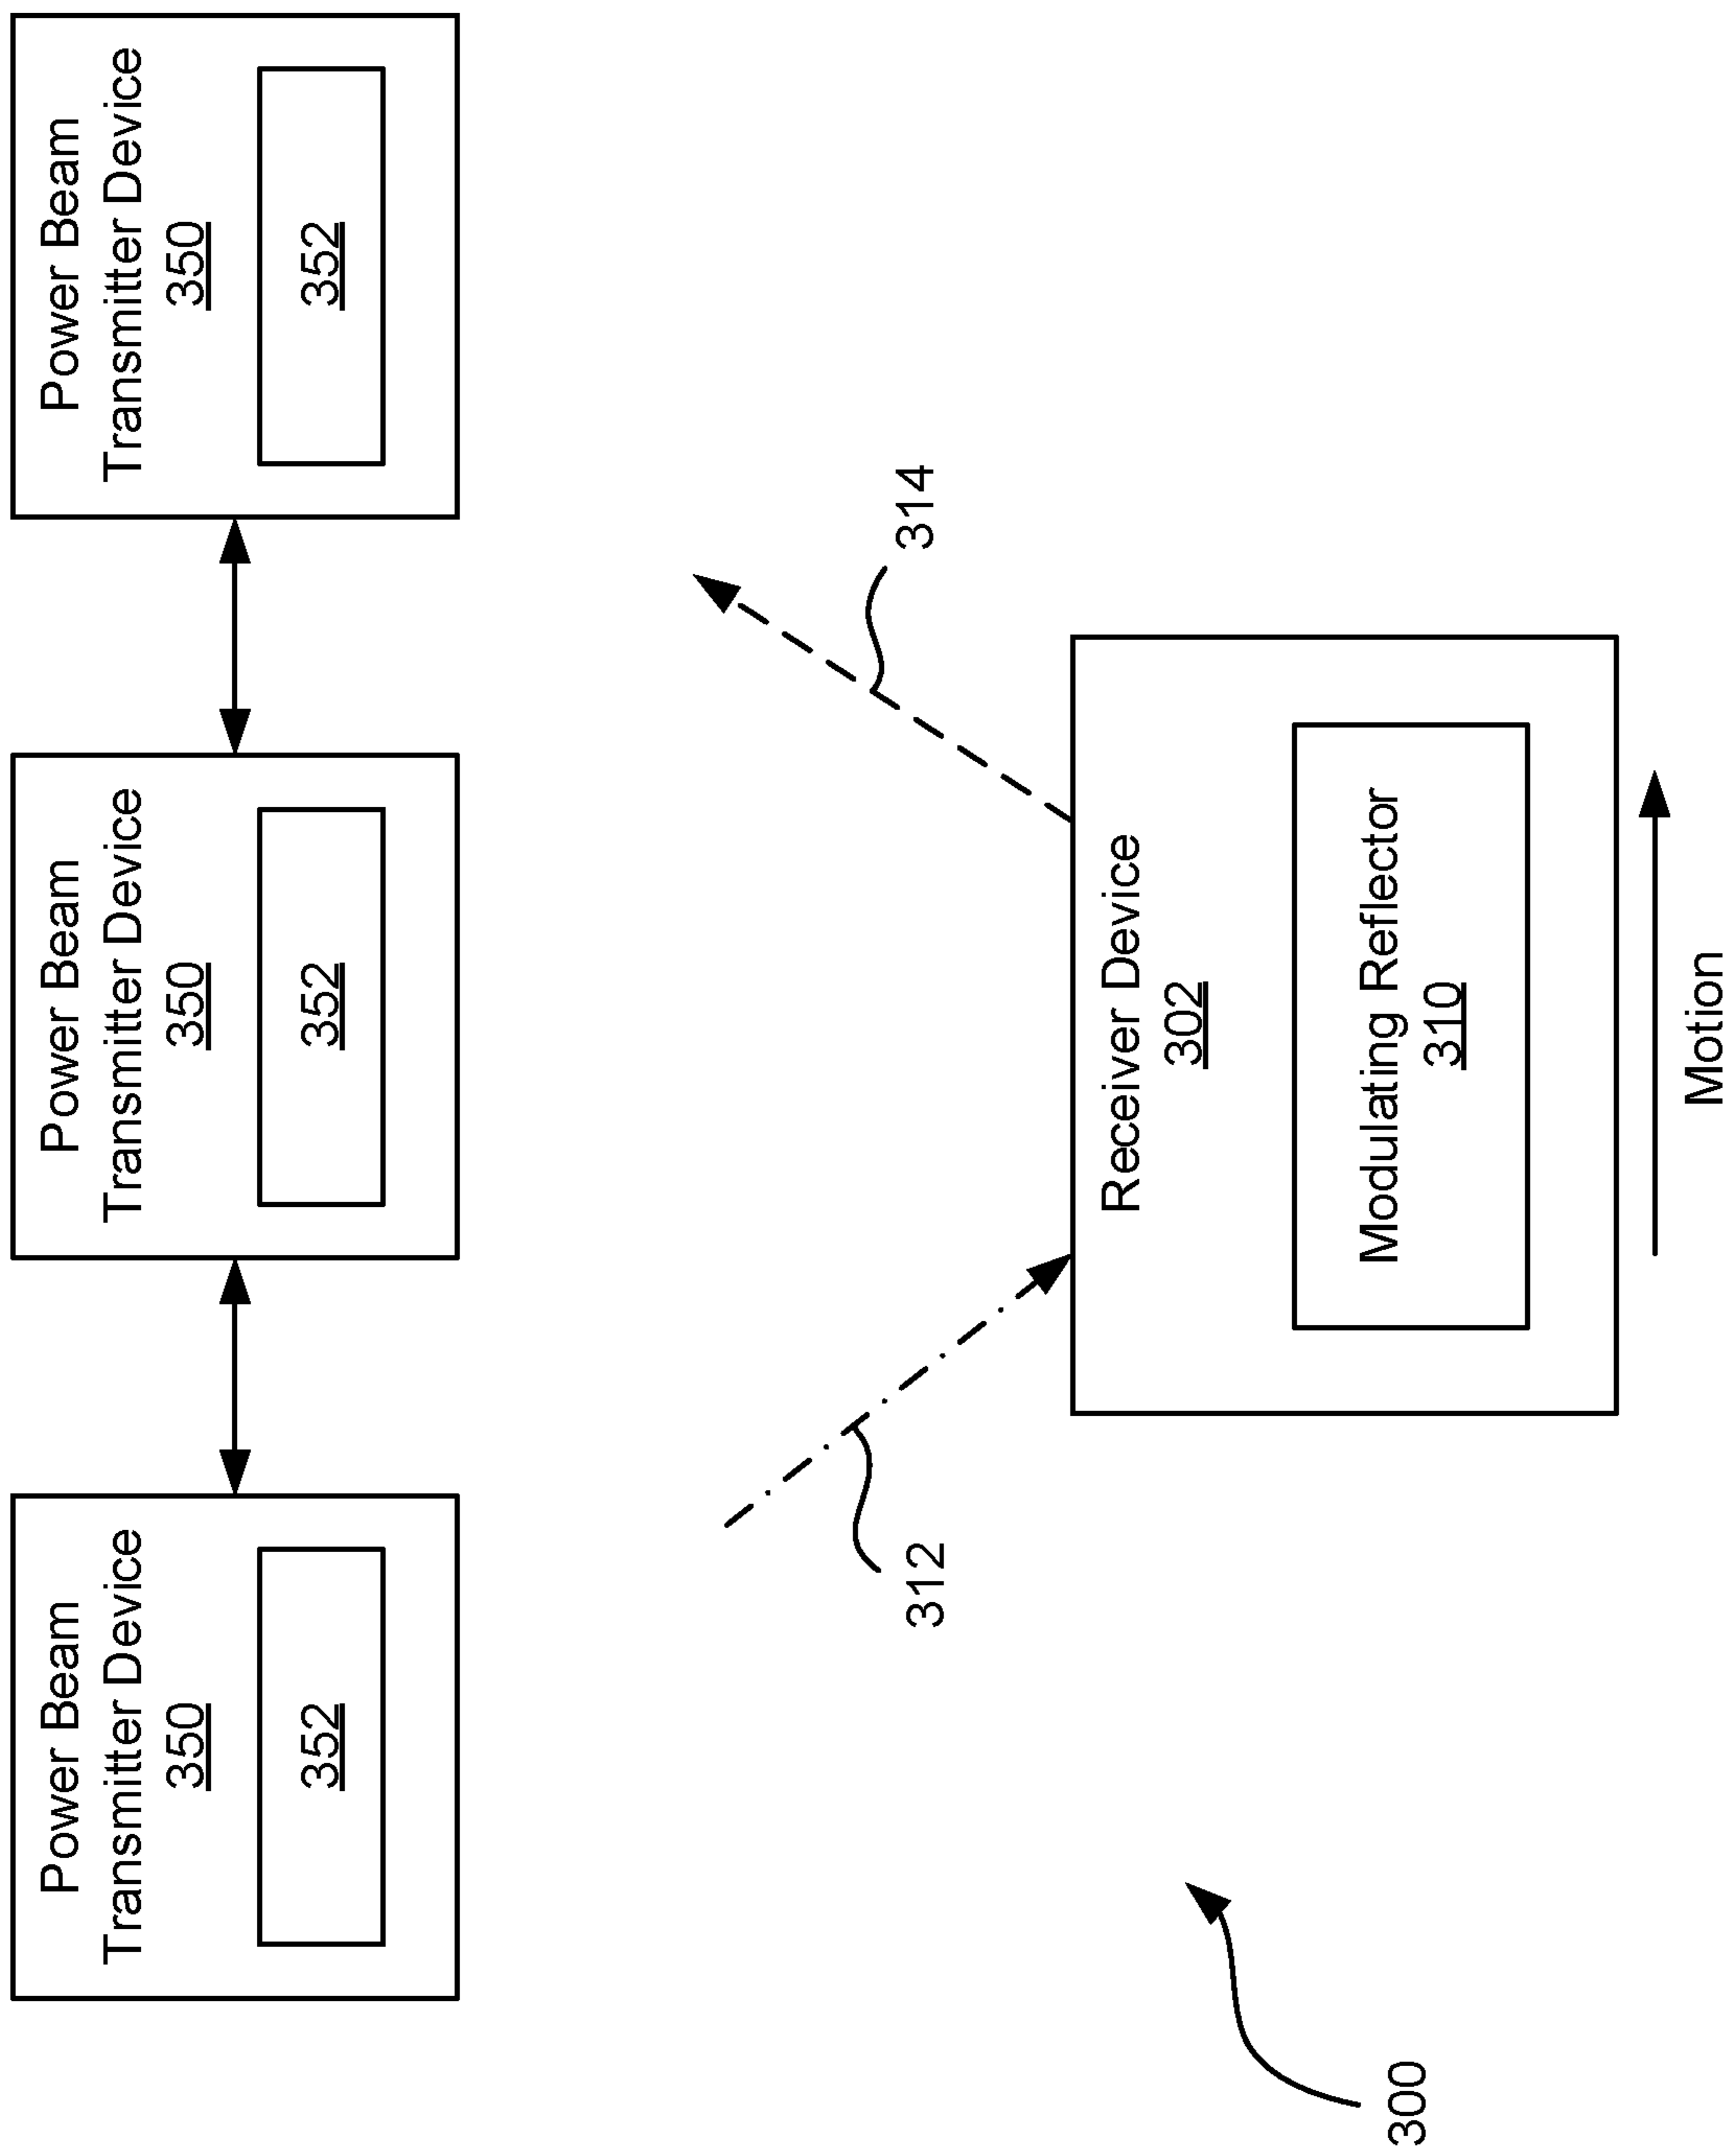 Power Beam
Transmitter Device
350
352
Power Beam
Transmitter Device
350
352
Power Beam
Transmitter Device
350
352
312
314
Receiver Device
302
Modulating Reflector
310
Motion
300